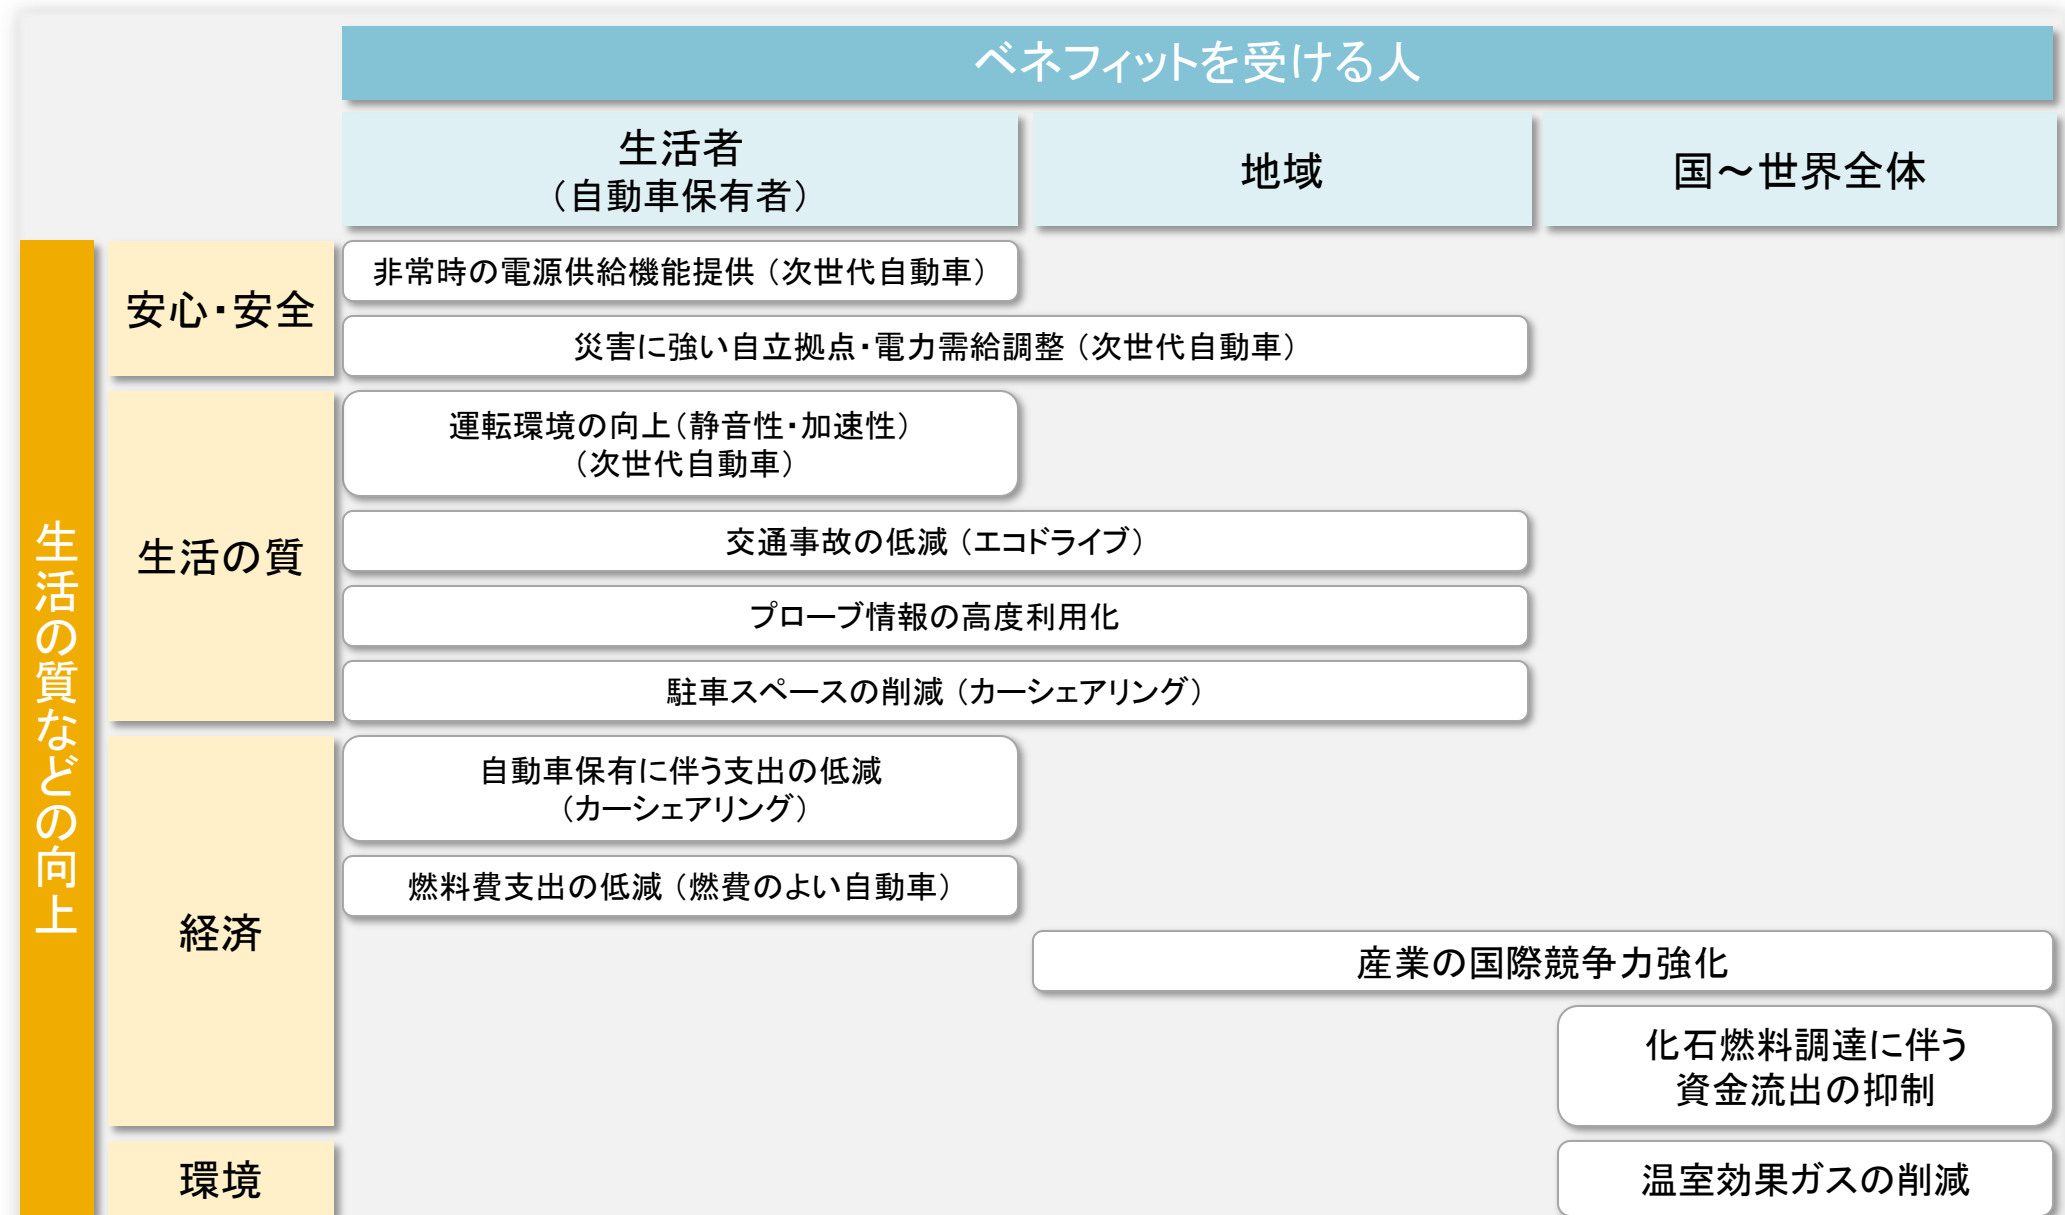 ベネフィットを受ける人
生活者
（自動車保有者）
地域
国～世界全体
生活の質などの向上
安心・安全
非常時の電源供給機能提供（次世代自動車）
災害に強い自立拠点・電力需給調整（次世代自動車）
生活の質
運転環境の向上（静音性・加速性）
（次世代自動車）
交通事故の低減（エコドライブ）
プローブ情報の高度利用化
駐車スペースの削減（カーシェアリング）
経済
自動車保有に伴う支出の低減
（カーシェアリング）
燃料費支出の低減（燃費のよい自動車）
産業の国際競争力強化
化石燃料調達に伴う
資金流出の抑制
環境
温室効果ガスの削減